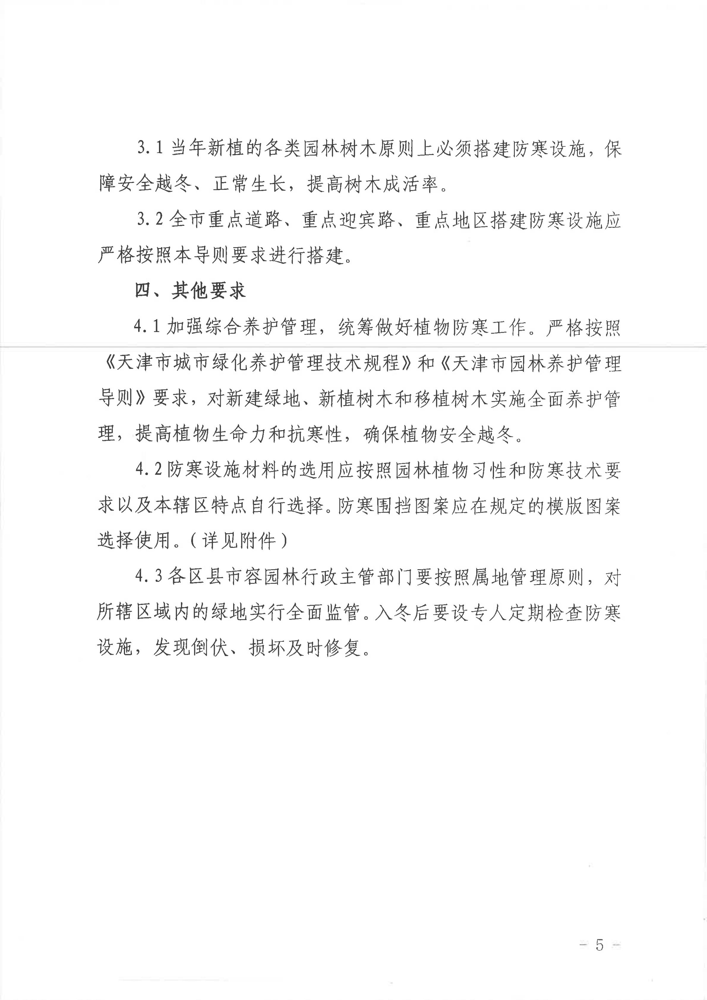 3.1当年新植的各类园林树木原则上必须搭建防寒设施，保
障安全越冬、正常生长，提高树木成活率。
3.2全市重点道路、重点迎宾路、重点地区搭建防寒设施应
严格按照本导则要求进行搭建。
四、其他要求
4.1加强综合养护管理，统筹做好植物防寒工作。严格按照
《天津市城市绿化养护管理技术规程》和《天津市园林养护管理
导则》要求，对新建绿地、新植树木和移植树木实施全面养护管
理，提高植物生命力和抗寒性，确保植物安全越冬。
4.2防寒设施材料的选用应按照园林植物习性和防寒技术要
求以及本辖区特点自行选择。防寒围挡图案应在规定的模版图案
选择使用。（详见附件）
4.3各区县市容园林行政主管部门要按照属地管理原则，对
所辖区域内的绿地实行全面监管。入冬后要设专人定期检查防寒
设施，发现倒伏、损坏及时修复。
- 5 -